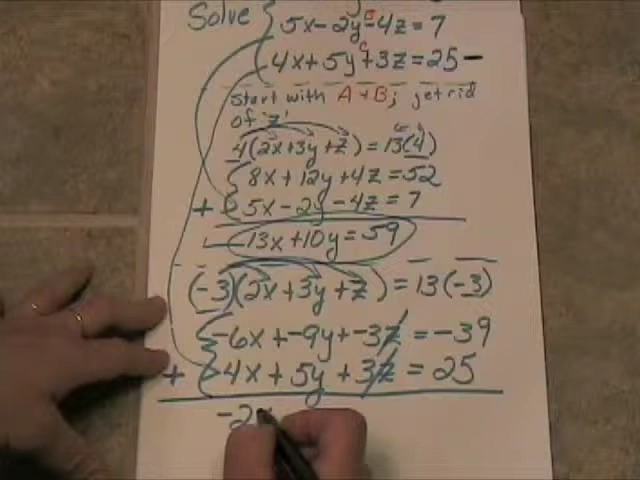 Solve { 5x-2y-4z=7
4x+5y+3z=25
start with A+B; get rid
of 'z'
4(2x+3y+z)=13(4)
8x+12y+4z=52
+ 5x-2y-4z=7
13x+10y=59
(-3)(2x+3y+z)=13(-3)
-6x+-9y+-3z=-39
+ 4x+5y+3z=25
-2x